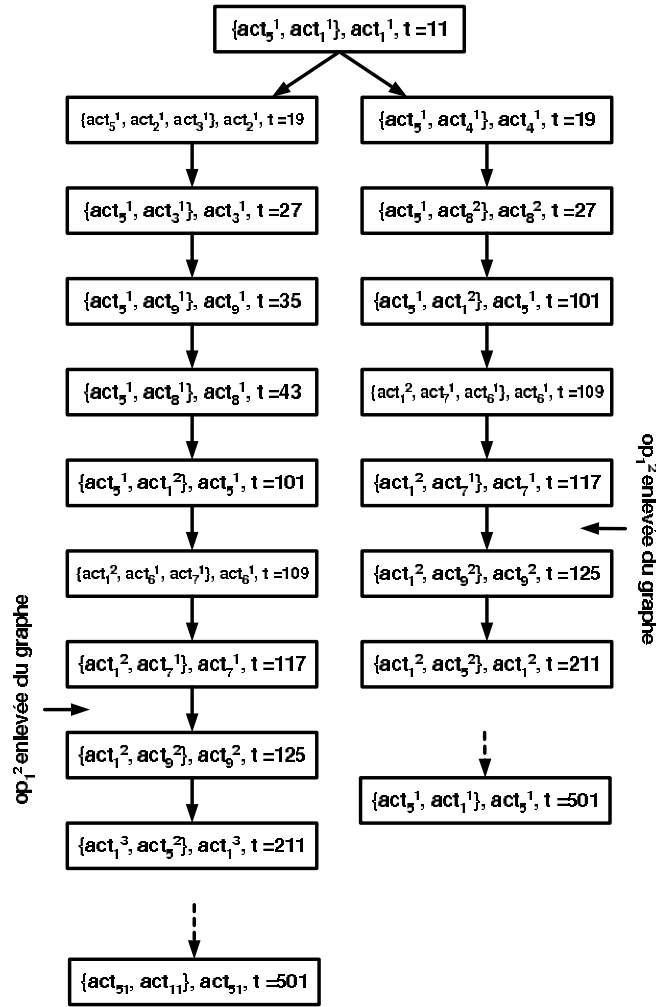 {act₅¹, act₁¹}, act₁¹, t =11
{act₅¹, act₂¹, act₃¹}, act₂¹, t =19
{act₅¹, act₃¹}, act₃¹, t =27
{act₅¹, act₉¹}, act₉¹, t =35
{act₅¹, act₈¹}, act₈¹, t =43
{act₅¹, act₁²}, act₅¹, t =101
{act₁², act₆¹, act₇¹}, act₆¹, t =109
{act₁², act₇¹}, act₇¹, t =117
op₁² enlevée du graphe
{act₁², act₉²}, act₉², t =125
{act₁³, act₅²}, act₁³, t =211
{act₅₁, act₁₁}, act₅₁, t =501
{act₅¹, act₄¹}, act₄¹, t =19
{act₅¹, act₈²}, act₈², t =27
{act₅¹, act₁²}, act₅¹, t =101
{act₁², act₇¹, act₆¹}, act₆¹, t =109
{act₁², act₇¹}, act₇¹, t =117
op₁² enlevée du graphe
{act₁², act₉²}, act₉², t =125
{act₁², act₅²}, act₁², t =211
{act₅¹, act₁¹}, act₅¹, t =501